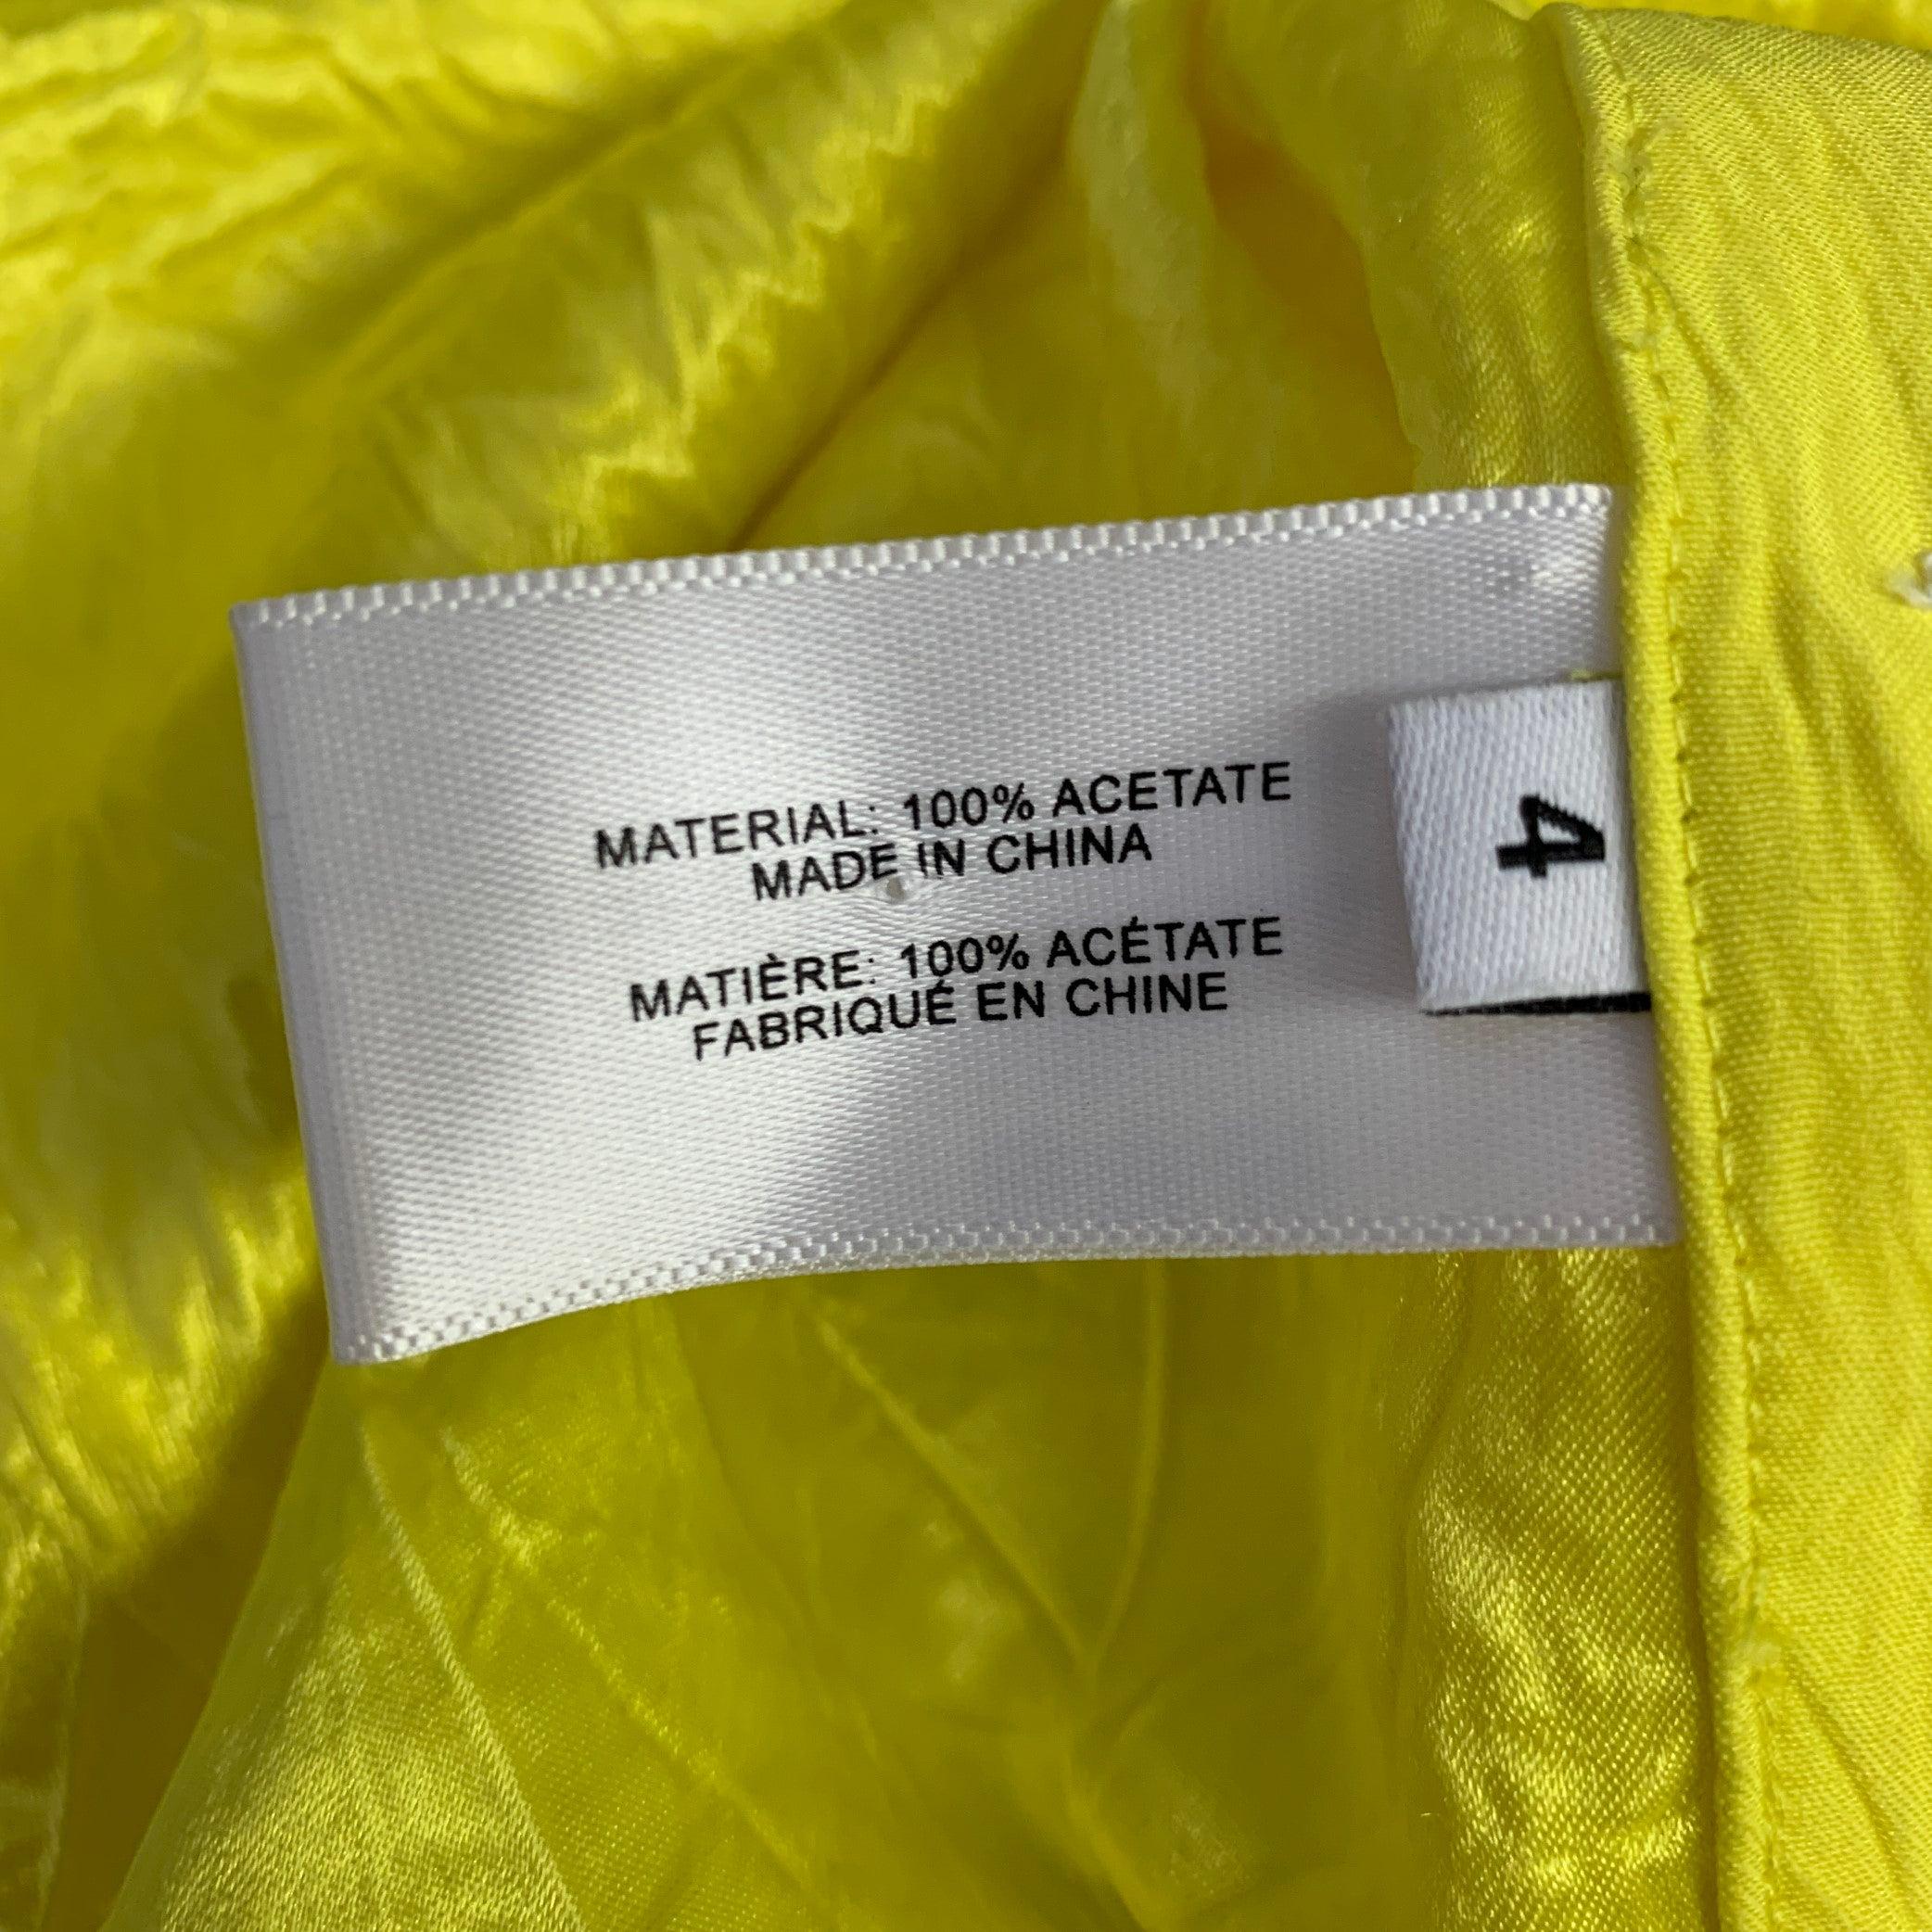 MATERIAL: 100% ACETATE
MADE IN CHINA
MATIÈRE: 100% ACÉTATE
FABRIQUÉ EN CHINE
4